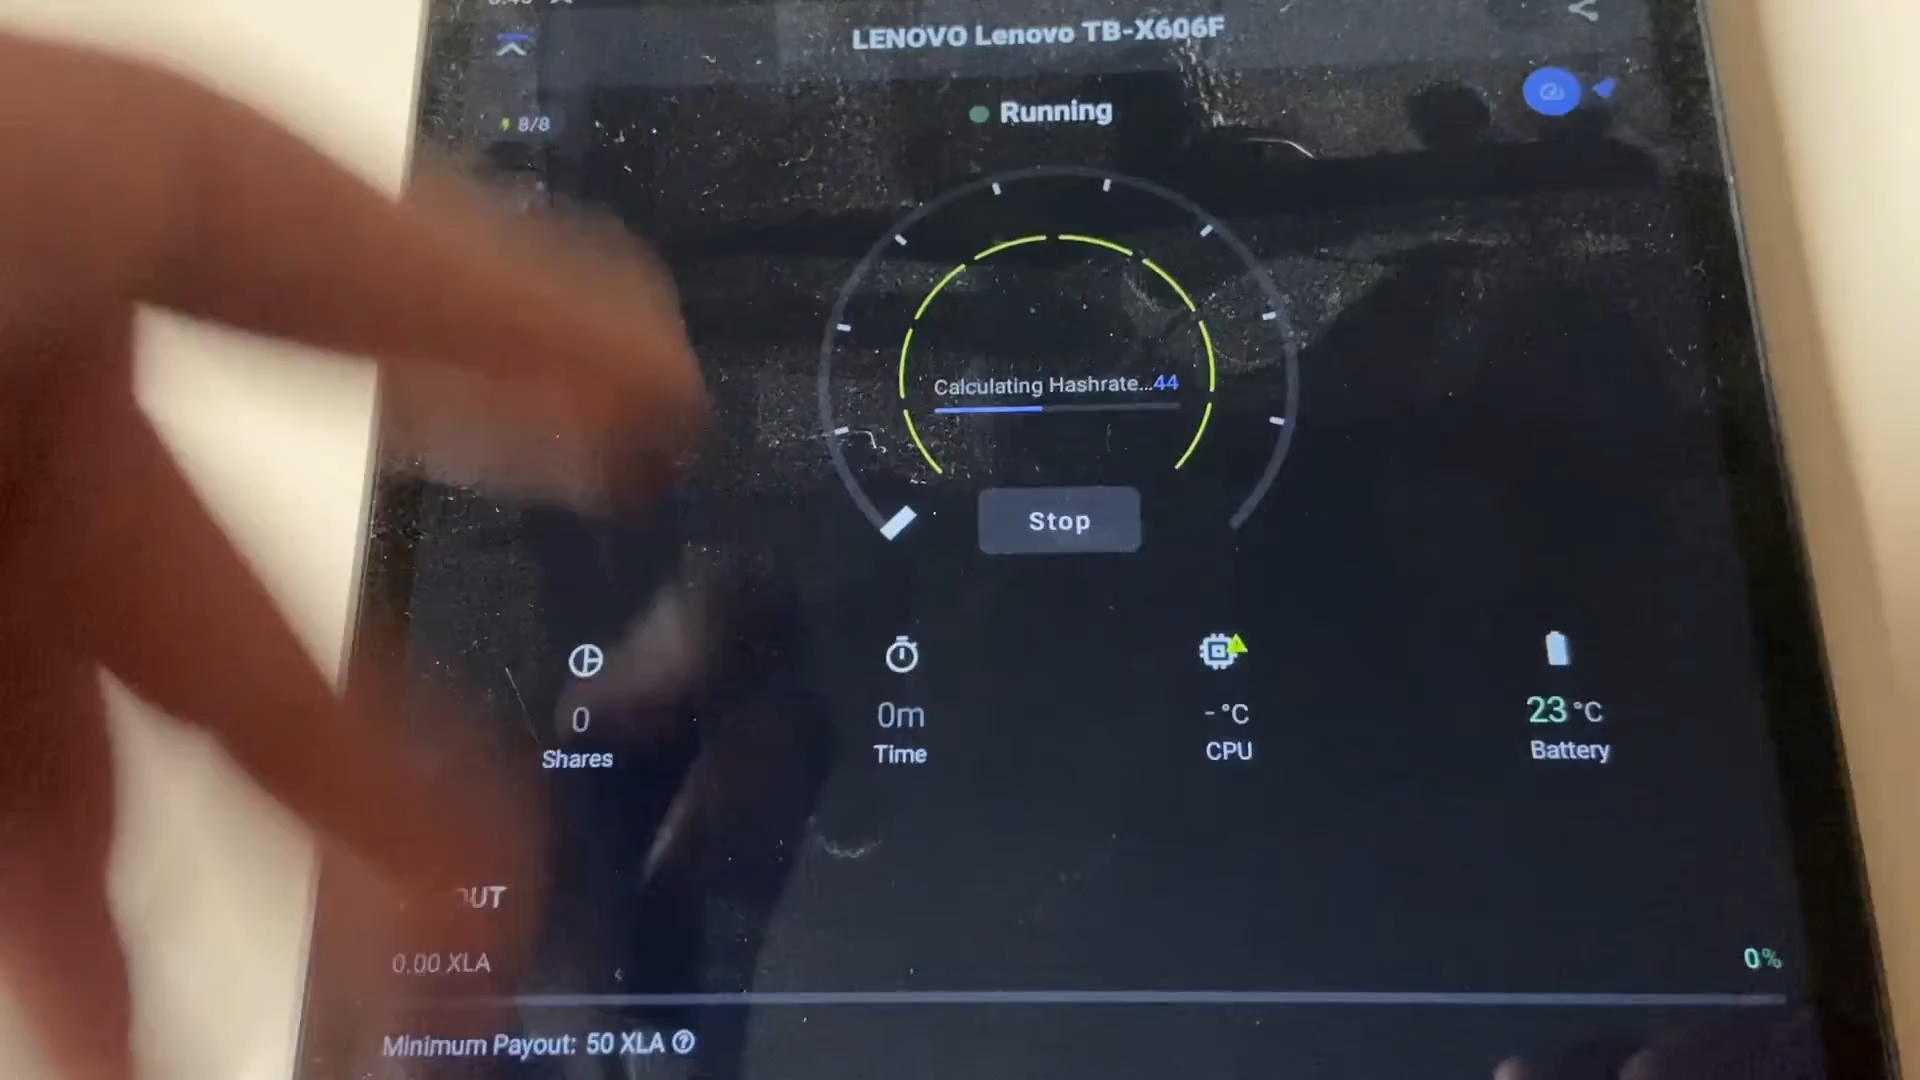 LENOVO Lenovo TB-X606F
Running
8/8
Calculating Hashrate...44
Stop
0
Shares
0m
Time
- °C
CPU
23 °C
Battery
0.00 XLA
0%
Minimum Payout: 50 XLA